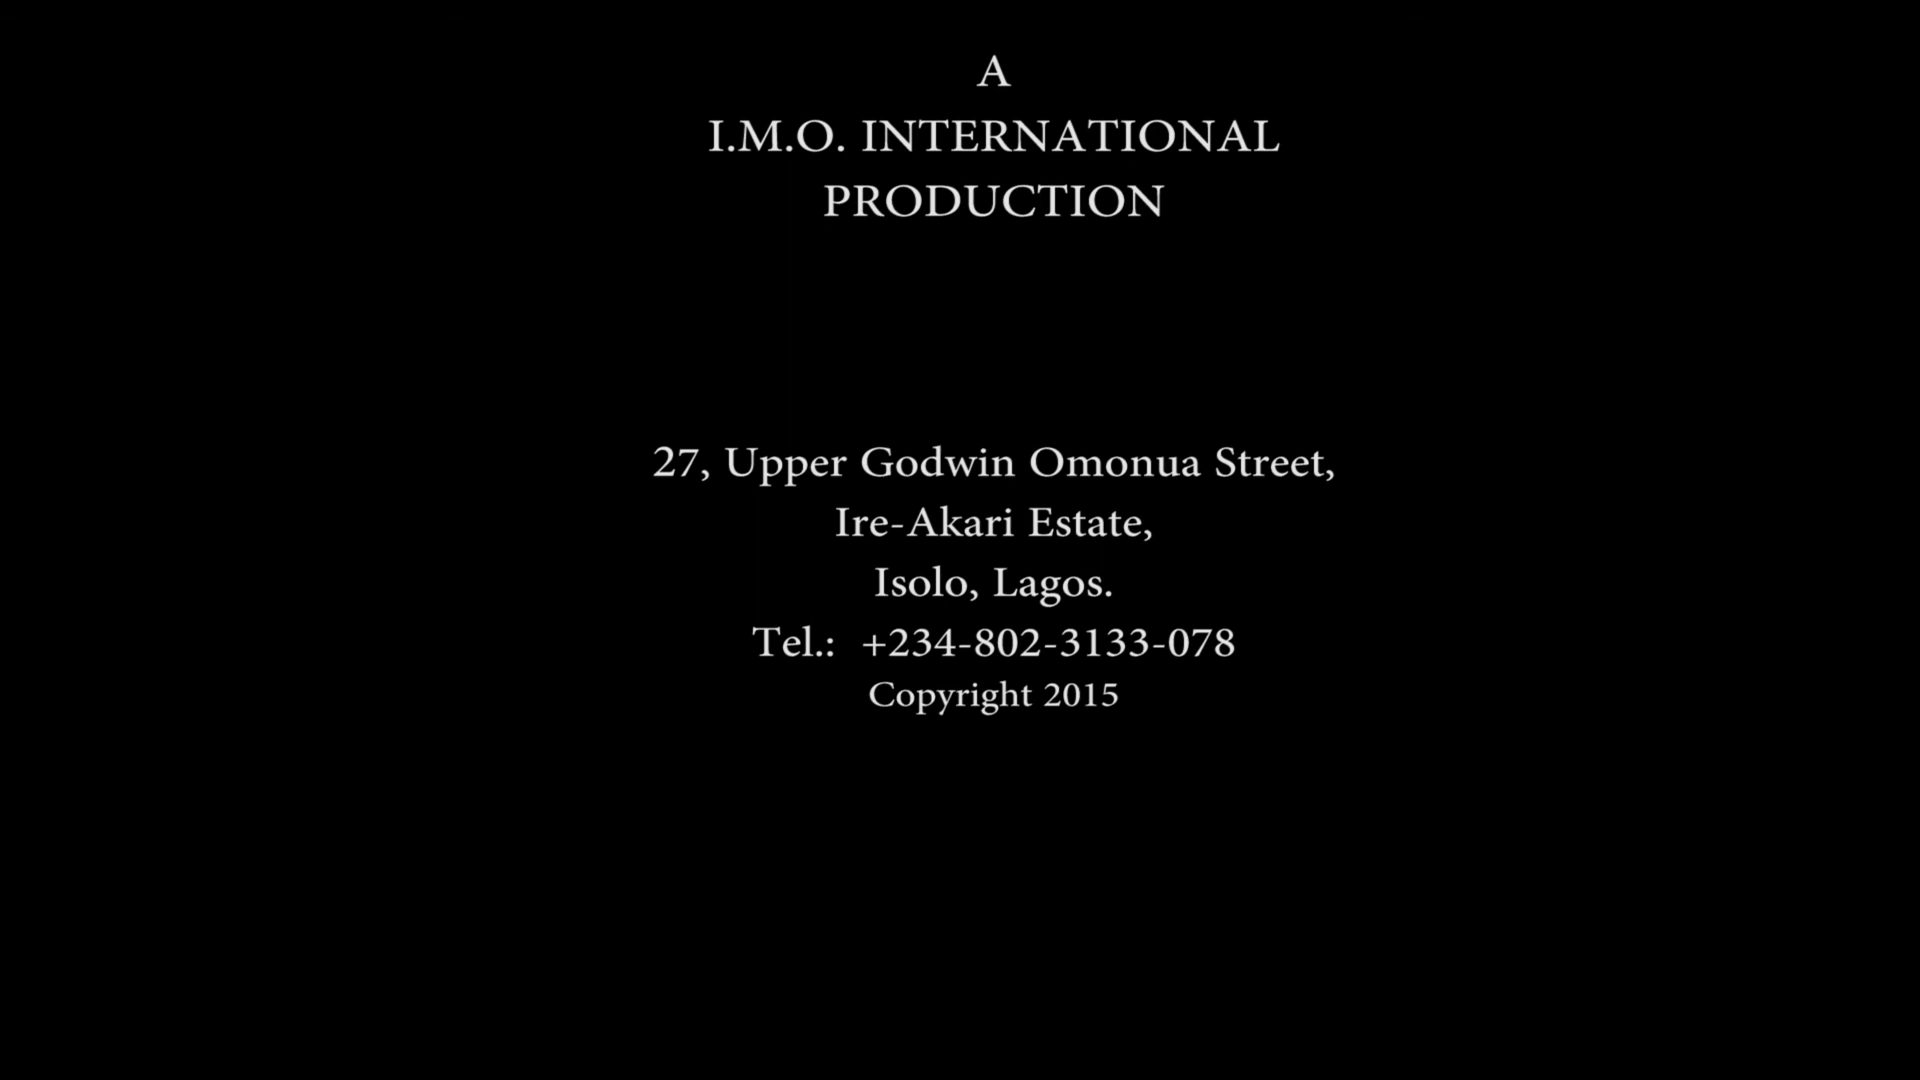 A
I.M.O. INTERNATIONAL
PRODUCTION
27, Upper Godwin Omonua Street,
Ire-Akari Estate,
Isolo, Lagos.
Tel.: +234-802-3133-078
Copyright 2015